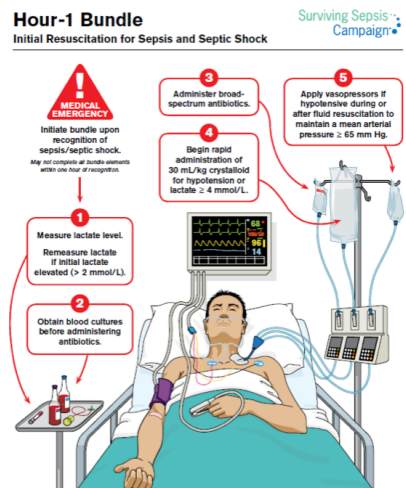 Hour-1 Bundle
Initial Resuscitation for Sepsis and Septic Shock
Surviving Sepsis
Campaign
MEDICAL
EMERGENCY
Initiate bundle upon
recognition of
sepsis/septic shock.
May not complete all bundle elements
within one hour of recognition.
1
Measure lactate level.
Remeasure lactate
if initial lactate
elevated (> 2 mmol/L).
2
Obtain blood cultures
before administering
antibiotics.
3
Administer broad-
spectrum antibiotics.
4
Begin rapid
administration of
30 mL/kg crystalloid
for hypotension or
lactate ≥ 4 mmol/L.
5
Apply vasopressors if
hypotensive during or
after fluid resuscitation to
maintain a mean arterial
pressure ≥ 65 mm Hg.
68
96
14